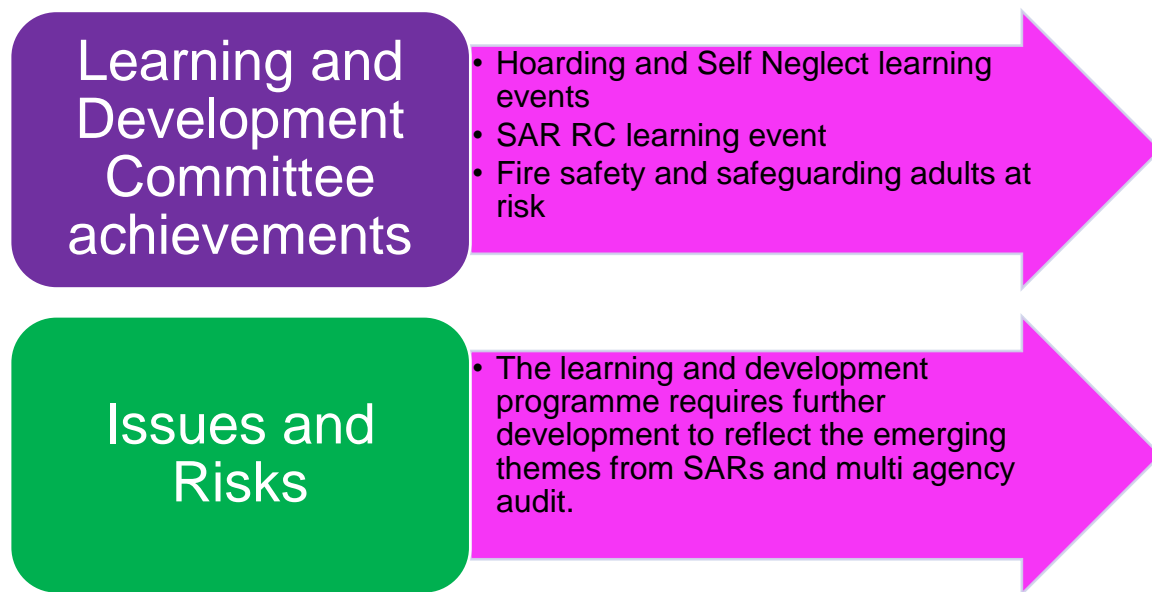 Learning and
Development
Committee
achievements
• Hoarding and Self Neglect learning
events
• SAR RC learning event
• Fire safety and safeguarding adults at
risk
Issues and
Risks
• The learning and development
programme requires further
development to reflect the emerging
themes from SARs and multi agency
audit.